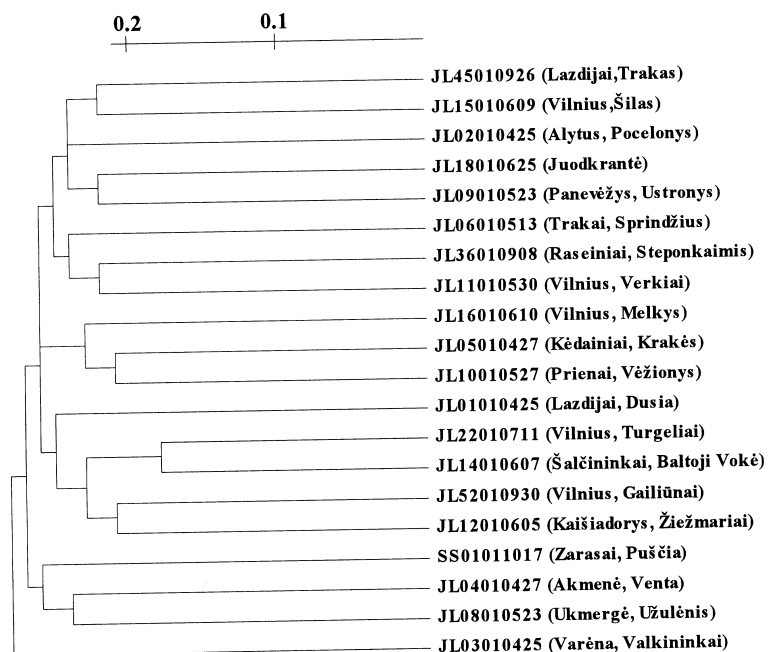 0.2 0.1
JL45010926 (Lazdijai,Trakas)
JL15010609 (Vilnius,Šilas)
JL02010425 (Alytus, Pocelonys)
JL18010625 (Juodkrantė)
JL09010523 (Panevėžys, Ustronys)
JL06010513 (Trakai, Sprindžius)
JL36010908 (Raseiniai, Steponkaimis)
JL11010530 (Vilnius, Verkiai)
JL16010610 (Vilnius, Melkys)
JL05010427 (Kėdainiai, Krakės)
JL10010527 (Prienai, Vėžionys)
JL01010425 (Lazdijai, Dusia)
JL22010711 (Vilnius, Turgeliai)
JL14010607 (Šalčininkai, Baltoji Vokė)
JL52010930 (Vilnius, Gailiūnai)
JL12010605 (Kaišiadorys, Žiežmariai)
SS01011017 (Zarasai, Puščia)
JL04010427 (Akmenė, Venta)
JL08010523 (Ukmergė, Užulėnis)
JL03010425 (Varėna, Valkininkai)